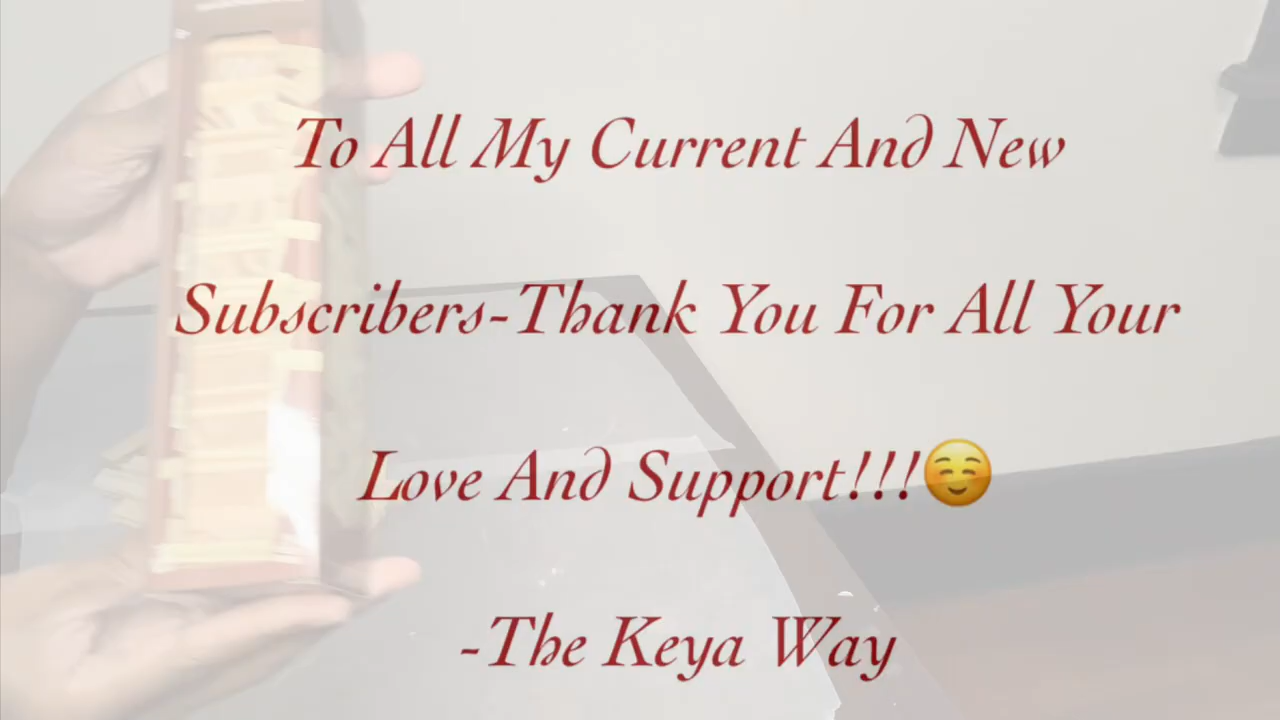 To All My Current And New
Subscribers-Thank You For All Your
Love And Support!!!☺️
-The Keya Way